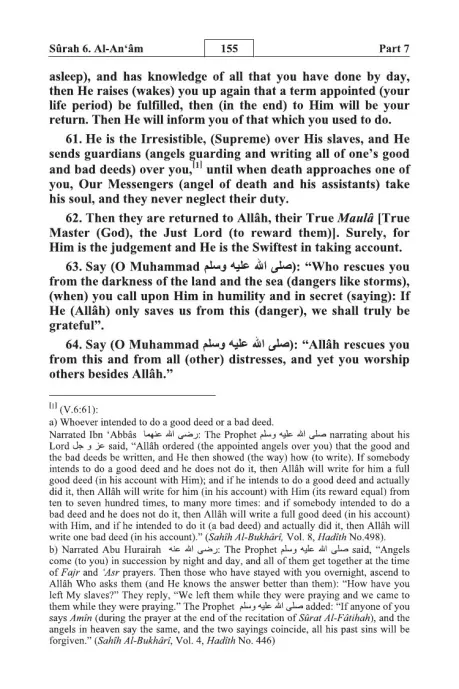 Sûrah 6. Al-An‘âm 155 Part 7
asleep), and has knowledge of all that you have done by day,
then He raises (wakes) you up again that a term appointed (your
life period) be fulfilled, then (in the end) to Him will be your
return. Then He will inform you of that which you used to do.
61. He is the Irresistible, (Supreme) over His slaves, and He
sends guardians (angels guarding and writing all of one’s good
and bad deeds) over you,[1] until when death approaches one of
you, Our Messengers (angel of death and his assistants) take
his soul, and they never neglect their duty.
62. Then they are returned to Allâh, their True Maulâ [True
Master (God), the Just Lord (to reward them)]. Surely, for
Him is the judgement and He is the Swiftest in taking account.
63. Say (O Muhammad صلى الله عليه وسلم): “Who rescues you
from the darkness of the land and the sea (dangers like storms),
(when) you call upon Him in humility and in secret (saying): If
He (Allâh) only saves us from this (danger), we shall truly be
grateful”.
64. Say (O Muhammad صلى الله عليه وسلم): “Allâh rescues you
from this and from all (other) distresses, and yet you worship
others besides Allâh.”
[1] (V.6:61):
a) Whoever intended to do a good deed or a bad deed.
Narrated Ibn ‘Abbâs رضي الله عنهما: The Prophet صلى الله عليه وسلم narrating about his
Lord عز و جل said, “Allâh ordered (the appointed angels over you) that the good and
the bad deeds be written, and He then showed (the way) how (to write). If somebody
intends to do a good deed and he does not do it, then Allâh will write for him a full
good deed (in his account with Him); and if he intends to do a good deed and actually
did it, then Allâh will write for him (in his account) with Him (its reward equal) from
ten to seven hundred times, to many more times: and if somebody intended to do a
bad deed and he does not do it, then Allâh will write a full good deed (in his account)
with Him, and if he intended to do it (a bad deed) and actually did it, then Allâh will
write one bad deed (in his account).” (Sahîh Al-Bukhârî, Vol. 8, Hadîth No.498).
b) Narrated Abu Hurairah رضي الله عنه: The Prophet صلى الله عليه وسلم said, “Angels
come (to you) in succession by night and day, and all of them get together at the time
of Fajr and ‘Asr prayers. Then those who have stayed with you overnight, ascend to
Allâh Who asks them (and He knows the answer better than them): “How have you
left My slaves?” They reply, “We left them while they were praying and we came to
them while they were praying.” The Prophet صلى الله عليه وسلم added: “If anyone of you
says Amîn (during the prayer at the end of the recitation of Sûrat Al-Fâtihah), and the
angels in heaven say the same, and the two sayings coincide, all his past sins will be
forgiven.” (Sahîh Al-Bukhârî, Vol. 4, Hadîth No. 446)